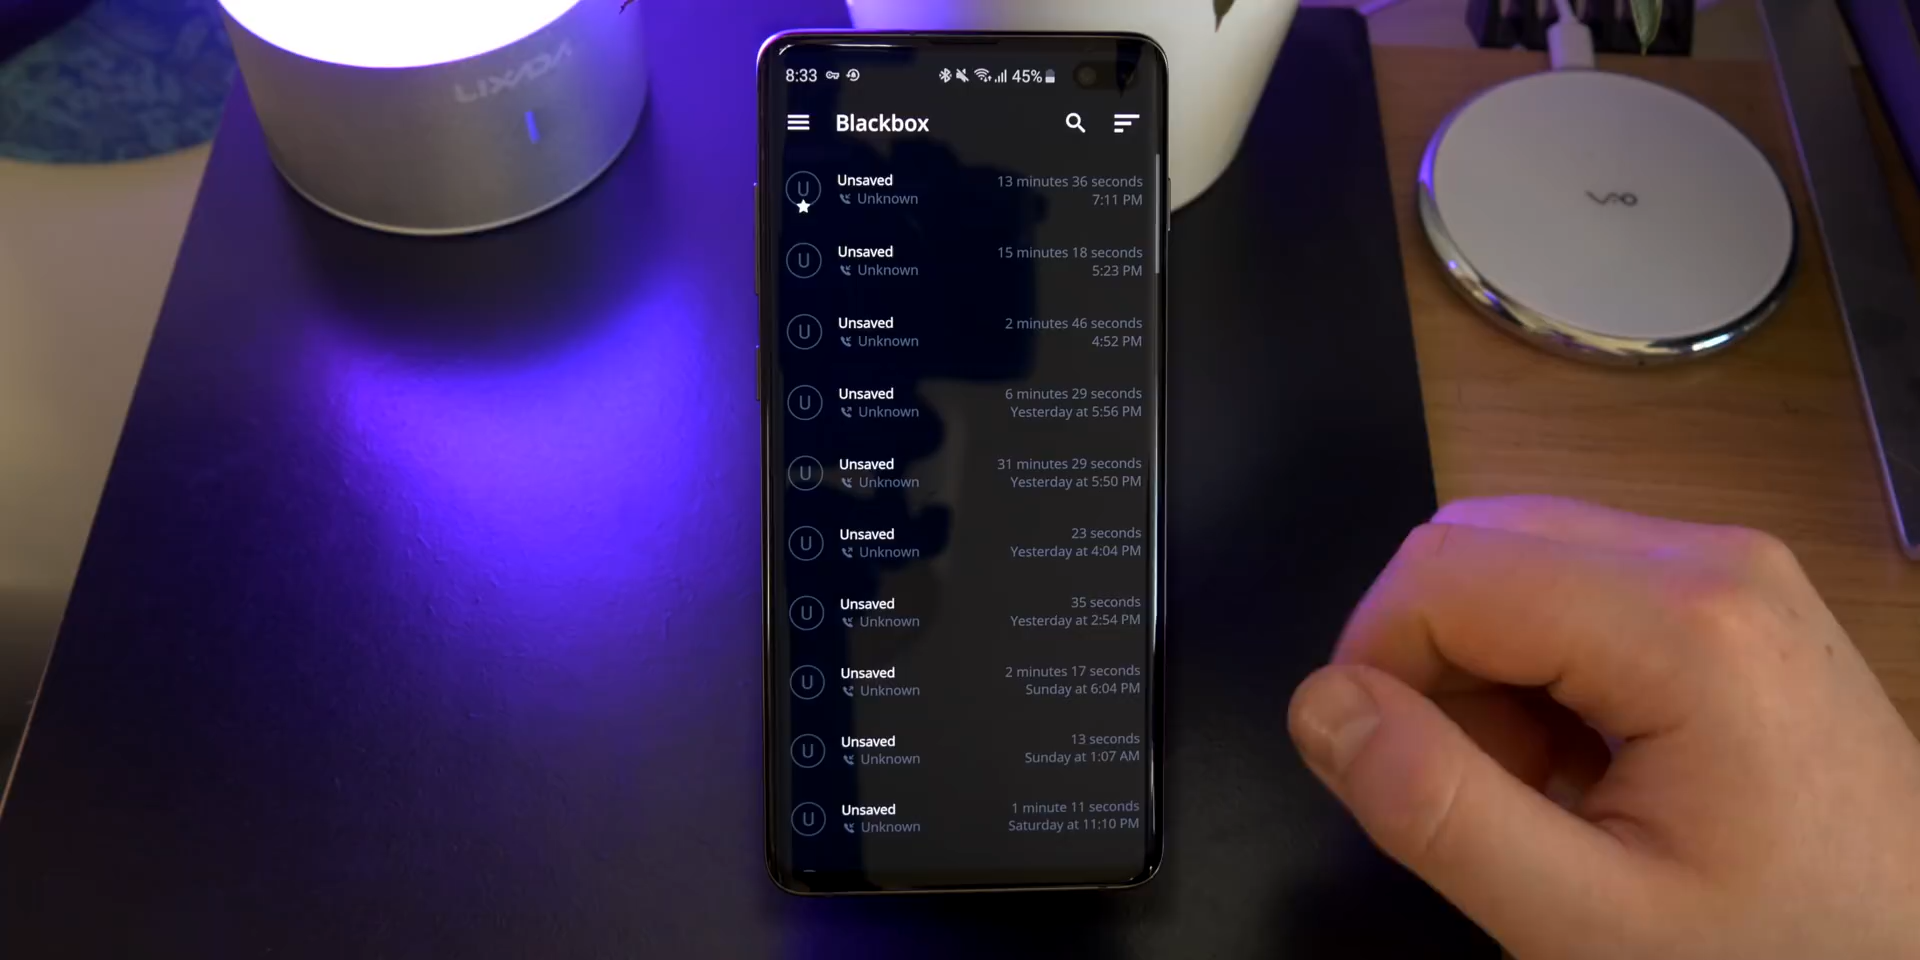 LIXADA
8:33 45%
Blackbox
U Unsaved 13 minutes 36 seconds
Unknown 7:11 PM
U Unsaved 15 minutes 18 seconds
Unknown 5:23 PM
U Unsaved 2 minutes 46 seconds
Unknown 4:52 PM
U Unsaved 6 minutes 29 seconds
Unknown Yesterday at 5:56 PM
U Unsaved 31 minutes 29 seconds
Unknown Yesterday at 5:50 PM
U Unsaved 23 seconds
Unknown Yesterday at 4:04 PM
U Unsaved 35 seconds
Unknown Yesterday at 2:54 PM
U Unsaved 2 minutes 17 seconds
Unknown Sunday at 6:04 PM
U Unsaved 13 seconds
Unknown Sunday at 1:07 AM
U Unsaved 1 minute 11 seconds
Unknown Saturday at 11:10 PM